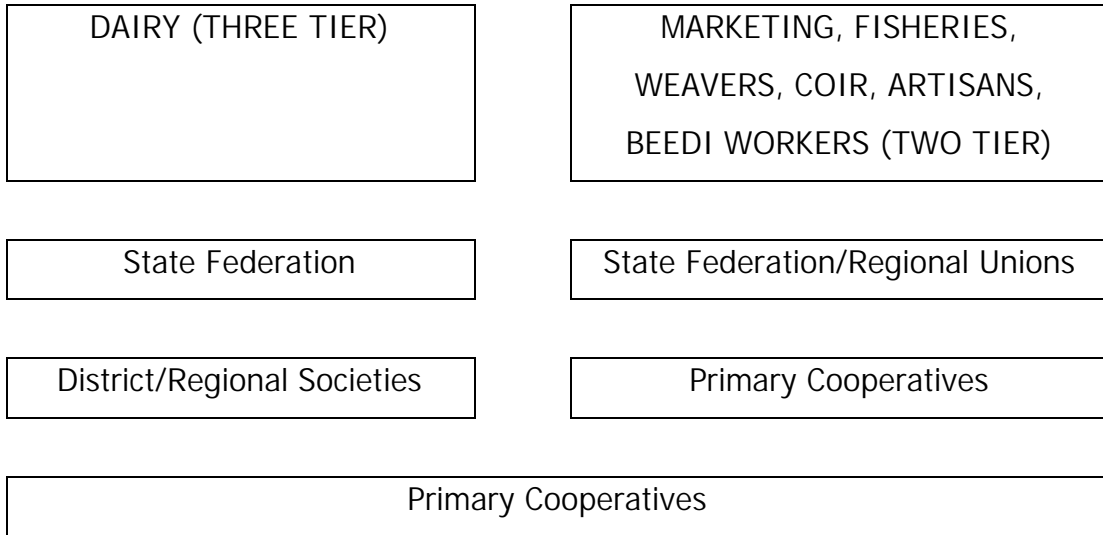 DAIRY (THREE TIER)
MARKETING, FISHERIES,
WEAVERS, COIR, ARTISANS,
BEEDI WORKERS (TWO TIER)
State Federation
State Federation/Regional Unions
District/Regional Societies
Primary Cooperatives
Primary Cooperatives